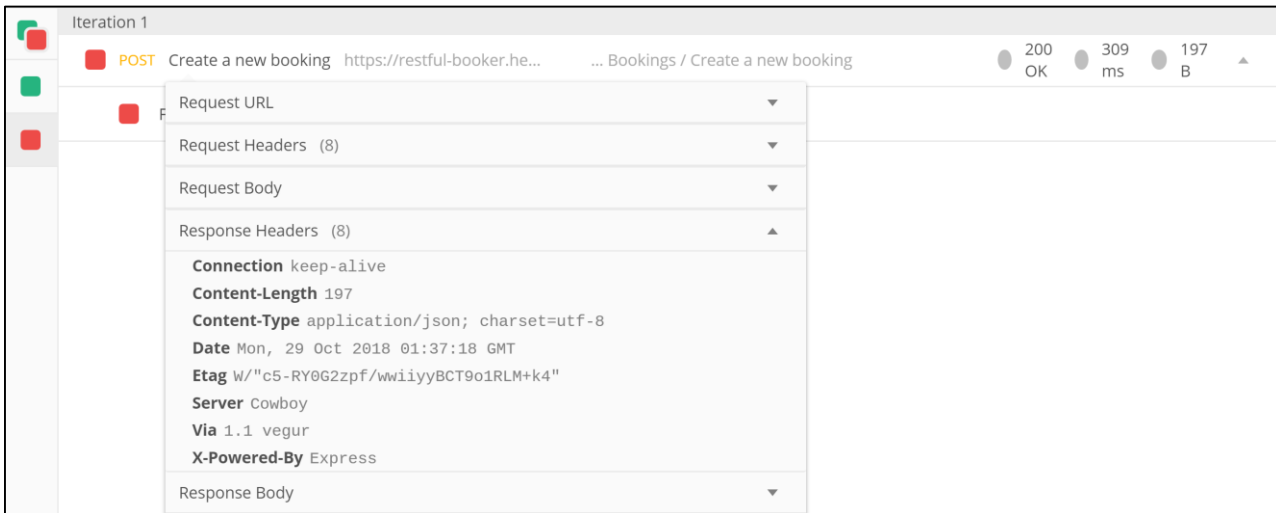 Iteration 1
POST Create a new booking https://restful-booker.he... ... Bookings / Create a new booking 200 OK 309 ms 197 B
Request URL
F
Request Headers (8)
Request Body
Response Headers (8)
Connection keep-alive
Content-Length 197
Content-Type application/json; charset=utf-8
Date Mon, 29 Oct 2018 01:37:18 GMT
Etag W/"c5-RY0G2zpf/wwiiyyBCT9o1RLM+k4"
Server Cowboy
Via 1.1 vegur
X-Powered-By Express
Response Body